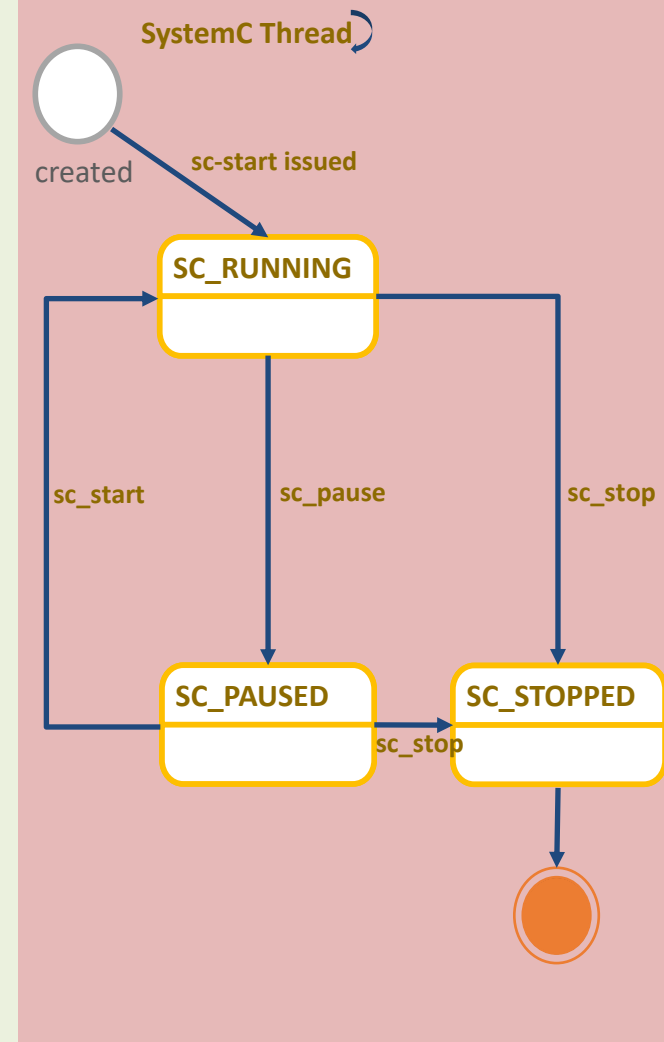 SystemC Thread
created
sc-start issued
SC_RUNNING
sc_start
sc_pause
sc_stop
SC_PAUSED
SC_STOPPED
sc_stop